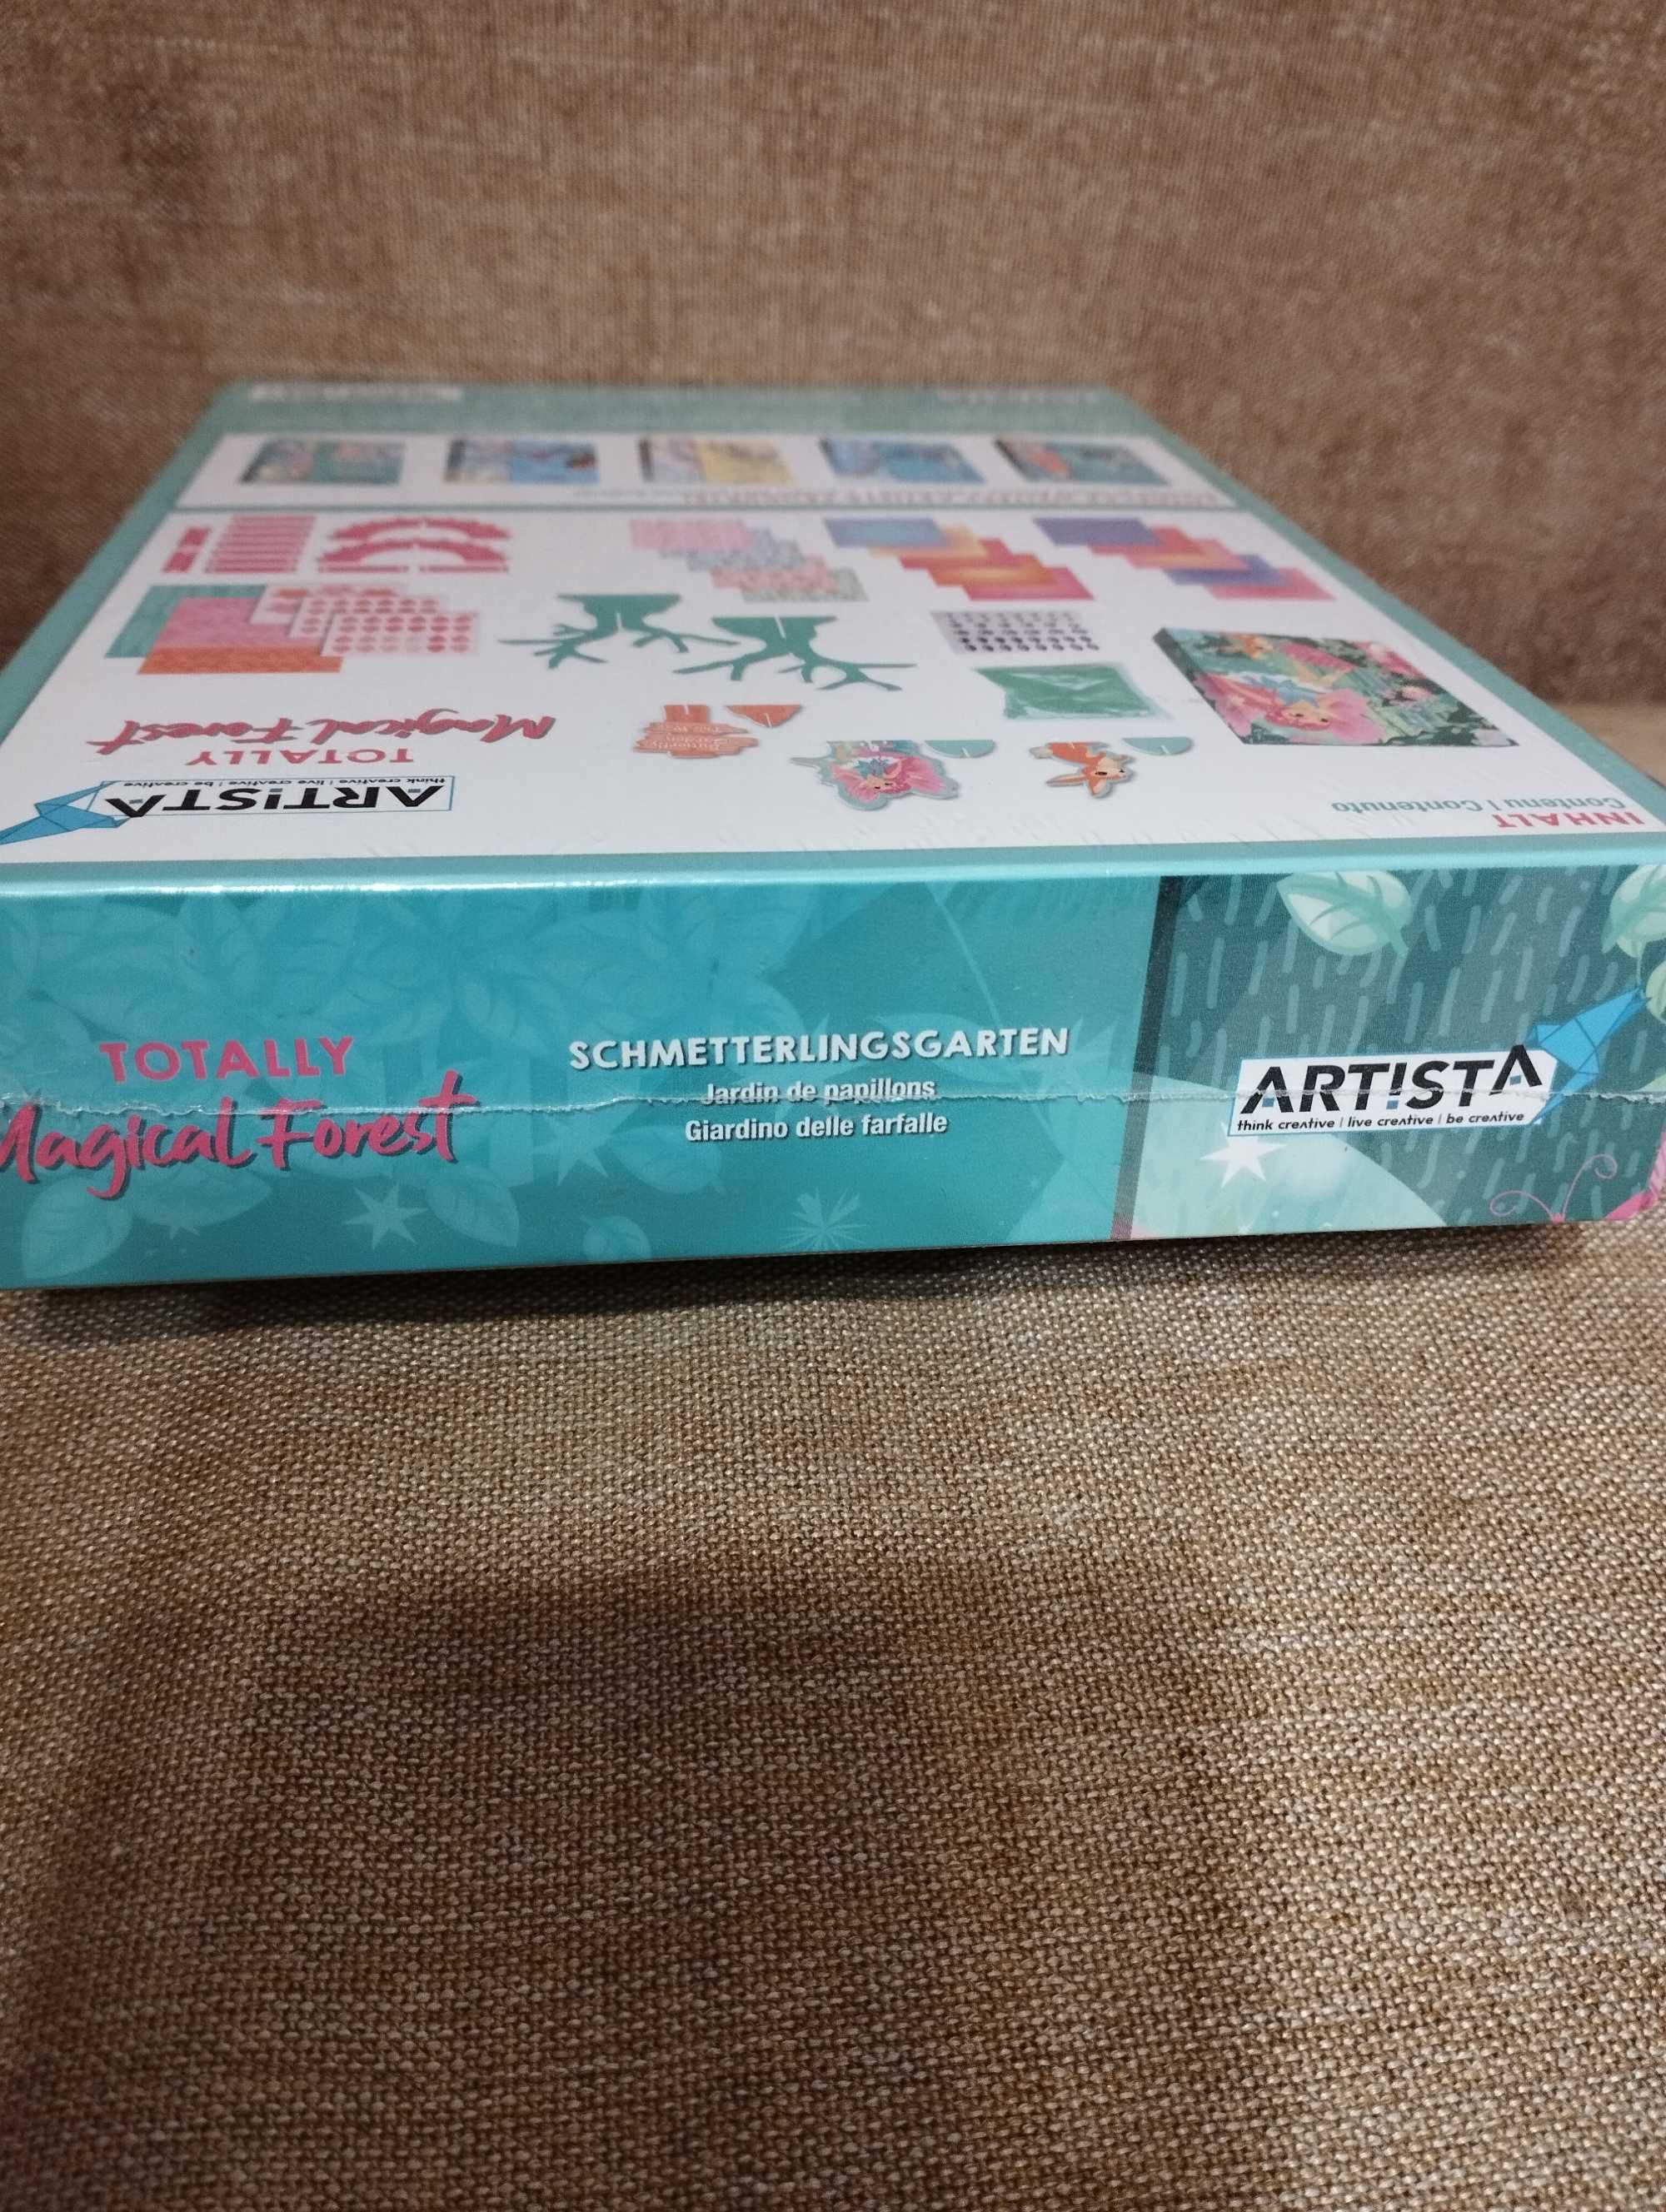 INHALT
Contenu | Contenuto
TOTALLY
Magical Forest
ARTISTA
think creative | live creative | be creative
TOTALLY
Magical Forest
SCHMETTERLINGSGARTEN
Jardin de papillons
Giardino delle farfalle
ARTISTA
think creative | live creative | be creative